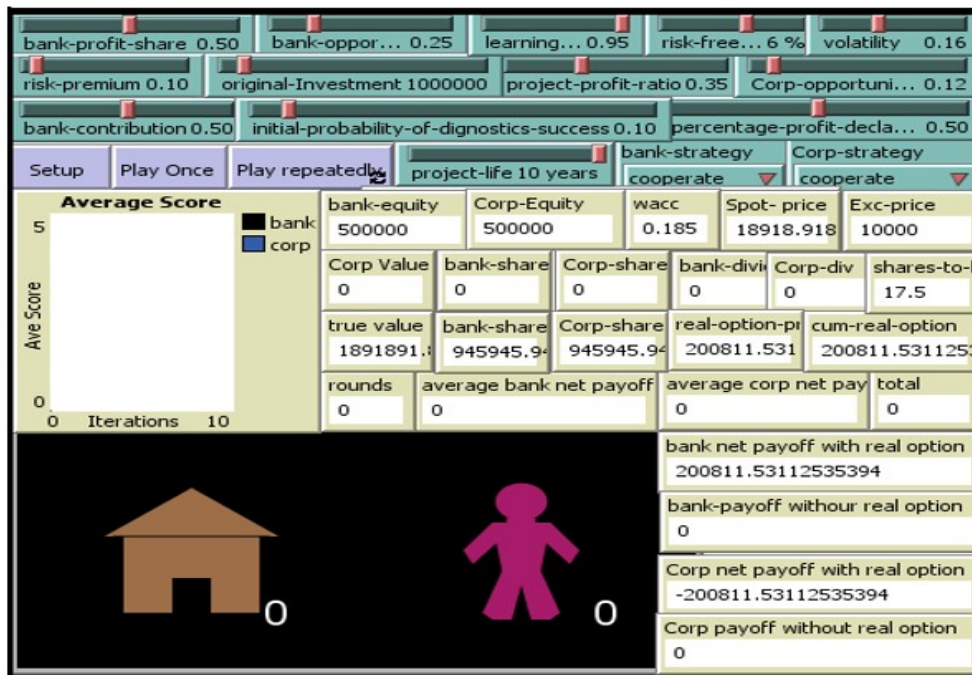 bank-profit-share 0.50 bank-oppor... 0.25 learning... 0.95 risk-free... 6 % volatility 0.16
risk-premium 0.10 original-Investment 1000000 project-profit-ratio 0.35 Corp-opportuni... 0.12
bank-contribution 0.50 initial-probability-of-dignostics-success 0.10 percentage-profit-decla... 0.50
Setup Play Once Play repeatedly project-life 10 years bank-strategy Corp-strategy
cooperate cooperate
Average Score
5
bank
corp
Ave Score
0
0 Iterations 10
bank-equity Corp-Equity wacc Spot- price Exc-price
500000 500000 0.185 18918.918 10000
Corp Value bank-share Corp-share bank-divi Corp-div shares-to-
0 0 0 0 0 17.5
true value bank-share Corp-share real-option-pr cum-real-option
1891891. 945945.94 945945.94 200811.531 200811.53112535
rounds average bank net payoff average corp net pay total
0 0 0 0
bank net payoff with real option
200811.53112535394
bank-payoff withour real option
0
Corp net payoff with real option
-200811.53112535394
Corp payoff without real option
0
0 0